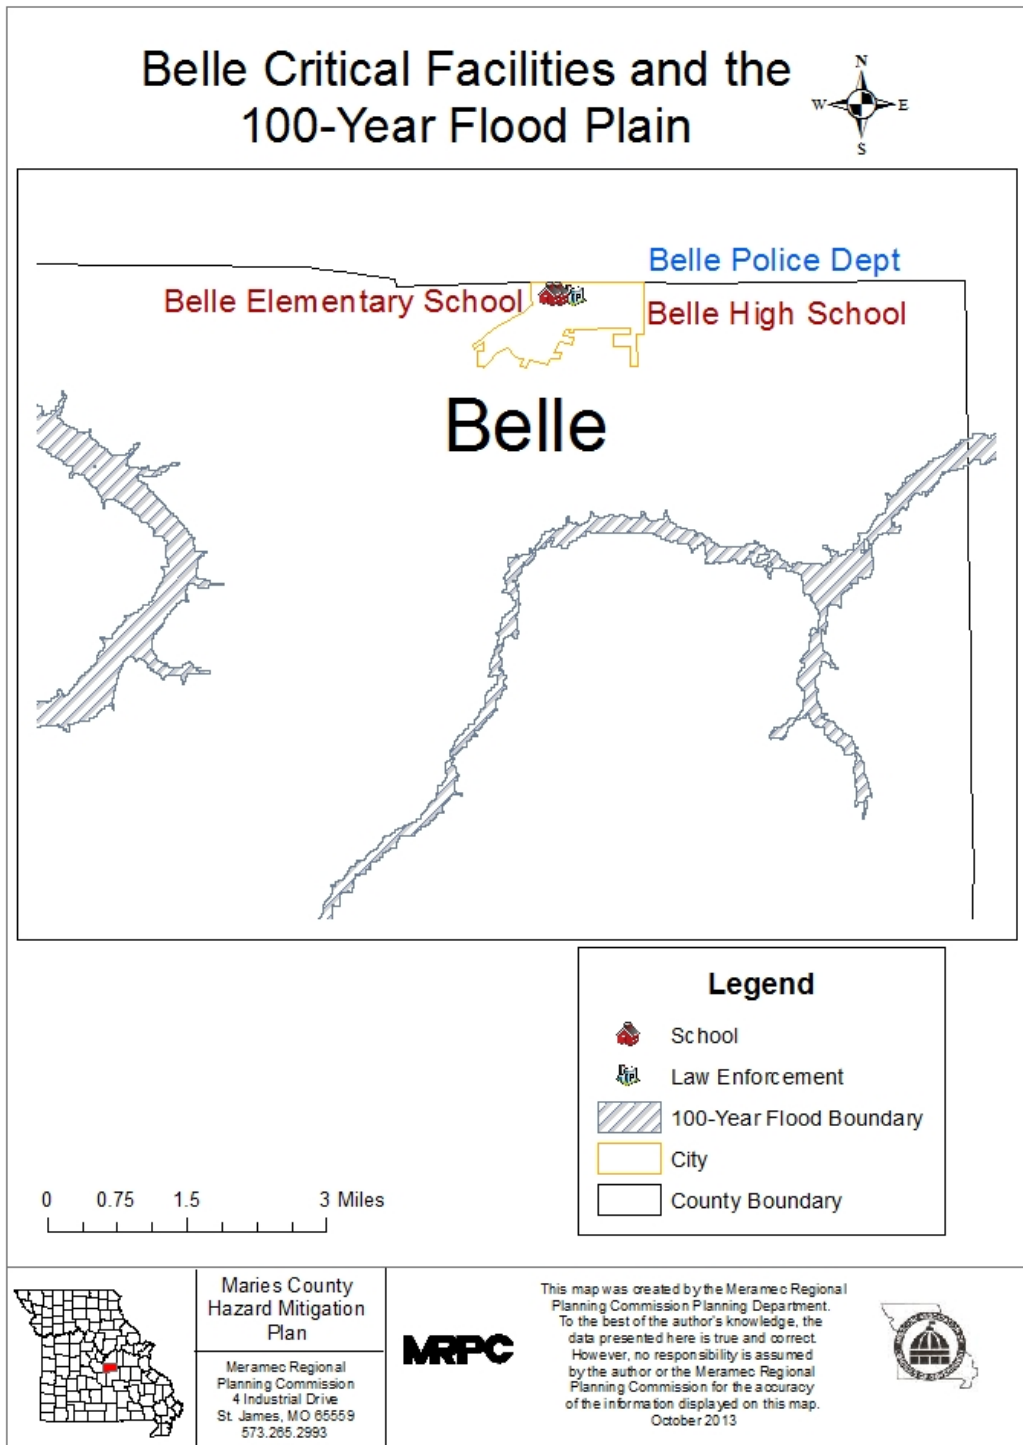 Belle Critical Facilities and the
100-Year Flood Plain
N
W E
S
Belle Police Dept
Belle Elementary School
Belle High School
Belle
Legend
School
Law Enforcement
100-Year Flood Boundary
City
County Boundary
0 0.75 1.5 3 Miles
Maries County
Hazard Mitigation
Plan
Meramec Regional
Planning Commission
4 Industrial Drive
St. James, MO 65559
573.265.2993
MRPC
This map was created by the Meramec Regional
Planning Commission Planning Department.
To the best of the author's knowledge, the
data presented here is true and correct.
However, no responsibility is assumed
by the author or the Meramec Regional
Planning Commission for the accuracy
of the information displayed on this map.
October 2013